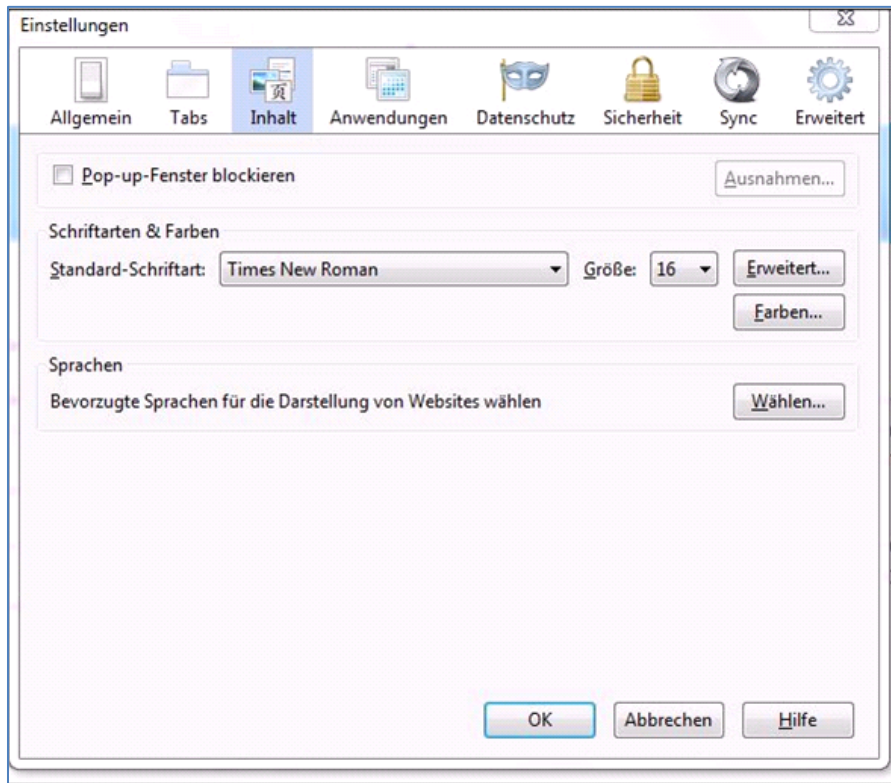 Einstellungen
Allgemein Tabs Inhalt Anwendungen Datenschutz Sicherheit Sync Erweitert
Pop-up-Fenster blockieren Ausnahmen...
Schriftarten & Farben
Standard-Schriftart: Times New Roman Größe: 16 Erweitert...
Farben...
Sprachen
Bevorzugte Sprachen für die Darstellung von Websites wählen Wählen...
OK Abbrechen Hilfe